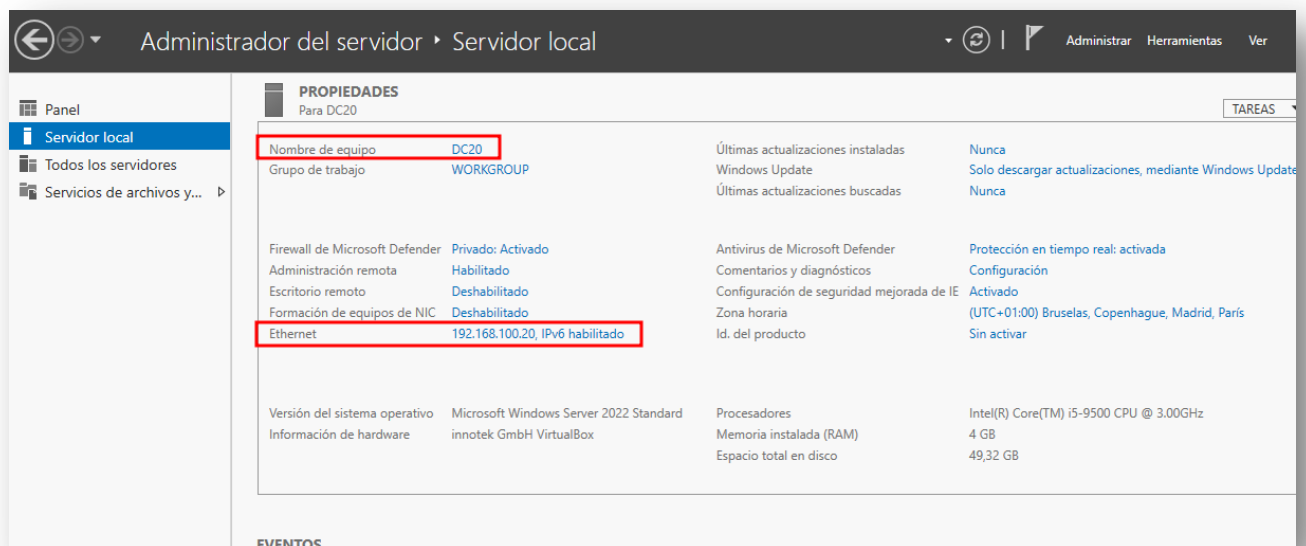 Administrador del servidor ‣ Servidor local
Administrar Herramientas Ver
Panel
Servidor local
Todos los servidores
Servicios de archivos y...
PROPIEDADES
Para DC20
TAREAS
Nombre de equipo DC20
Grupo de trabajo WORKGROUP
Últimas actualizaciones instaladas Nunca
Windows Update Solo descargar actualizaciones, mediante Windows Update
Últimas actualizaciones buscadas Nunca
Firewall de Microsoft Defender Privado: Activado
Administración remota Habilitado
Escritorio remoto Deshabilitado
Formación de equipos de NIC Deshabilitado
Ethernet 192.168.100.20, IPv6 habilitado
Antivirus de Microsoft Defender Protección en tiempo real: activada
Comentarios y diagnósticos Configuración
Configuración de seguridad mejorada de IE Activado
Zona horaria (UTC+01:00) Bruselas, Copenhague, Madrid, París
Id. del producto Sin activar
Versión del sistema operativo Microsoft Windows Server 2022 Standard
Información de hardware innotek GmbH VirtualBox
Procesadores Intel(R) Core(TM) i5-9500 CPU @ 3.00GHz
Memoria instalada (RAM) 4 GB
Espacio total en disco 49,32 GB
EVENTOS